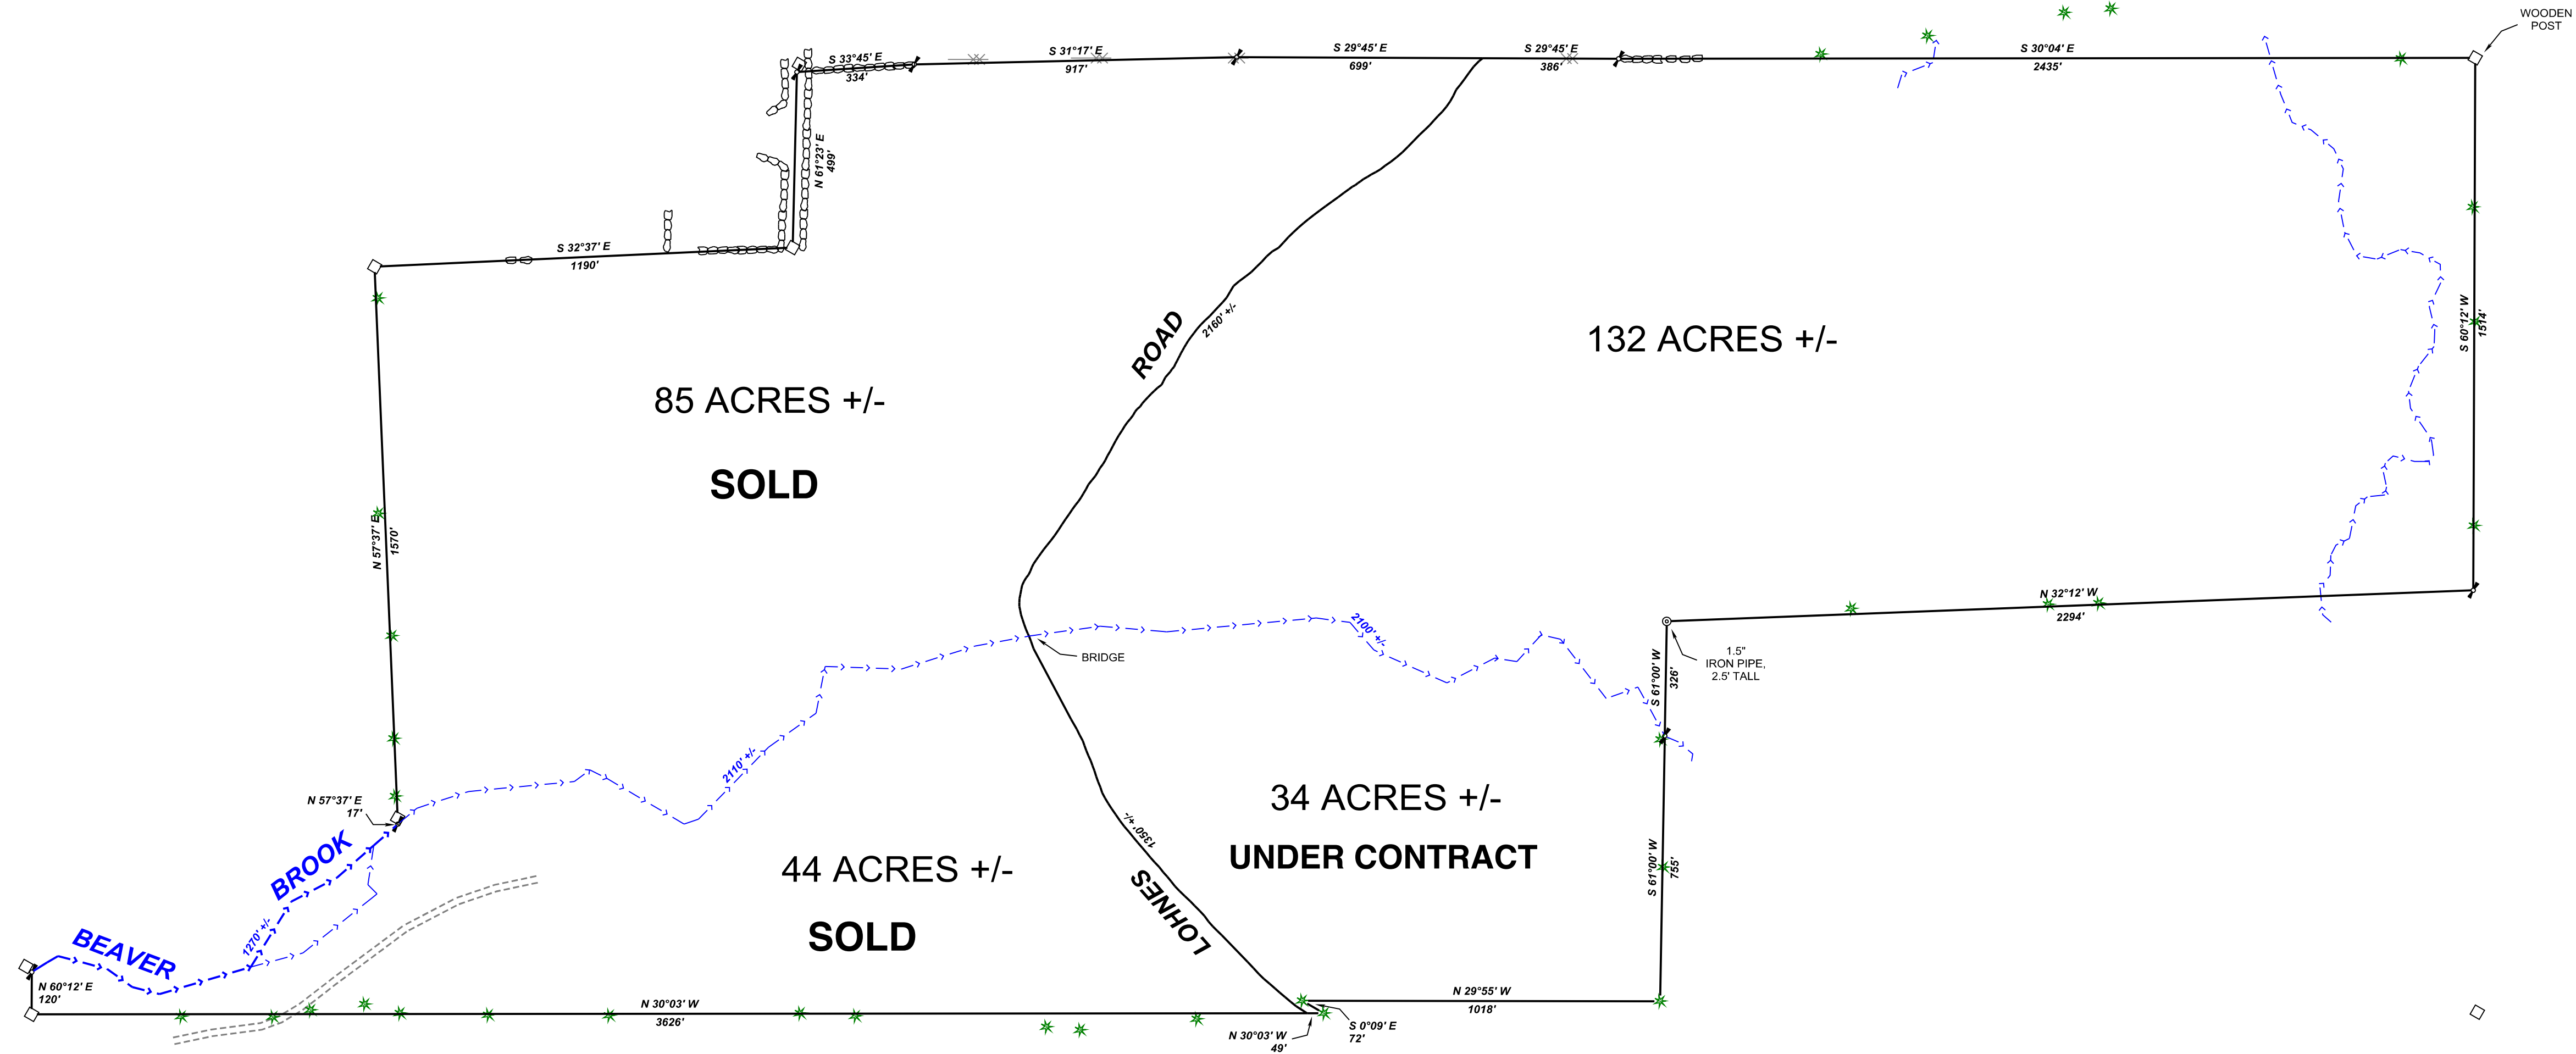 WOODEN
POST
S 33°45' E
334'
S 31°17' E
917'
S 29°45' E
699'
S 29°45' E
386'
S 30°04' E
2435'
N 61°23' E
499'
S 32°37' E
1190'
ROAD
2160' +/-
132 ACRES +/-
S 60°12' W
1514'
85 ACRES +/-
SOLD
N 57°37' E
1570'
N 32°12' W
2294'
2100' +/-
BRIDGE
1.5"
IRON PIPE,
2.5' TALL
S 61°00' W
326'
2110' +/-
N 57°37' E
17'
34 ACRES +/-
UNDER CONTRACT
1350' +/-
S 61°00' W
755'
BROOK
44 ACRES +/-
SOLD
LOHNES
1270' +/-
BEAVER
N 60°12' E
120'
N 30°03' W
3626'
N 29°55' W
1018'
S 0°09' E
72'
N 30°03' W
49'